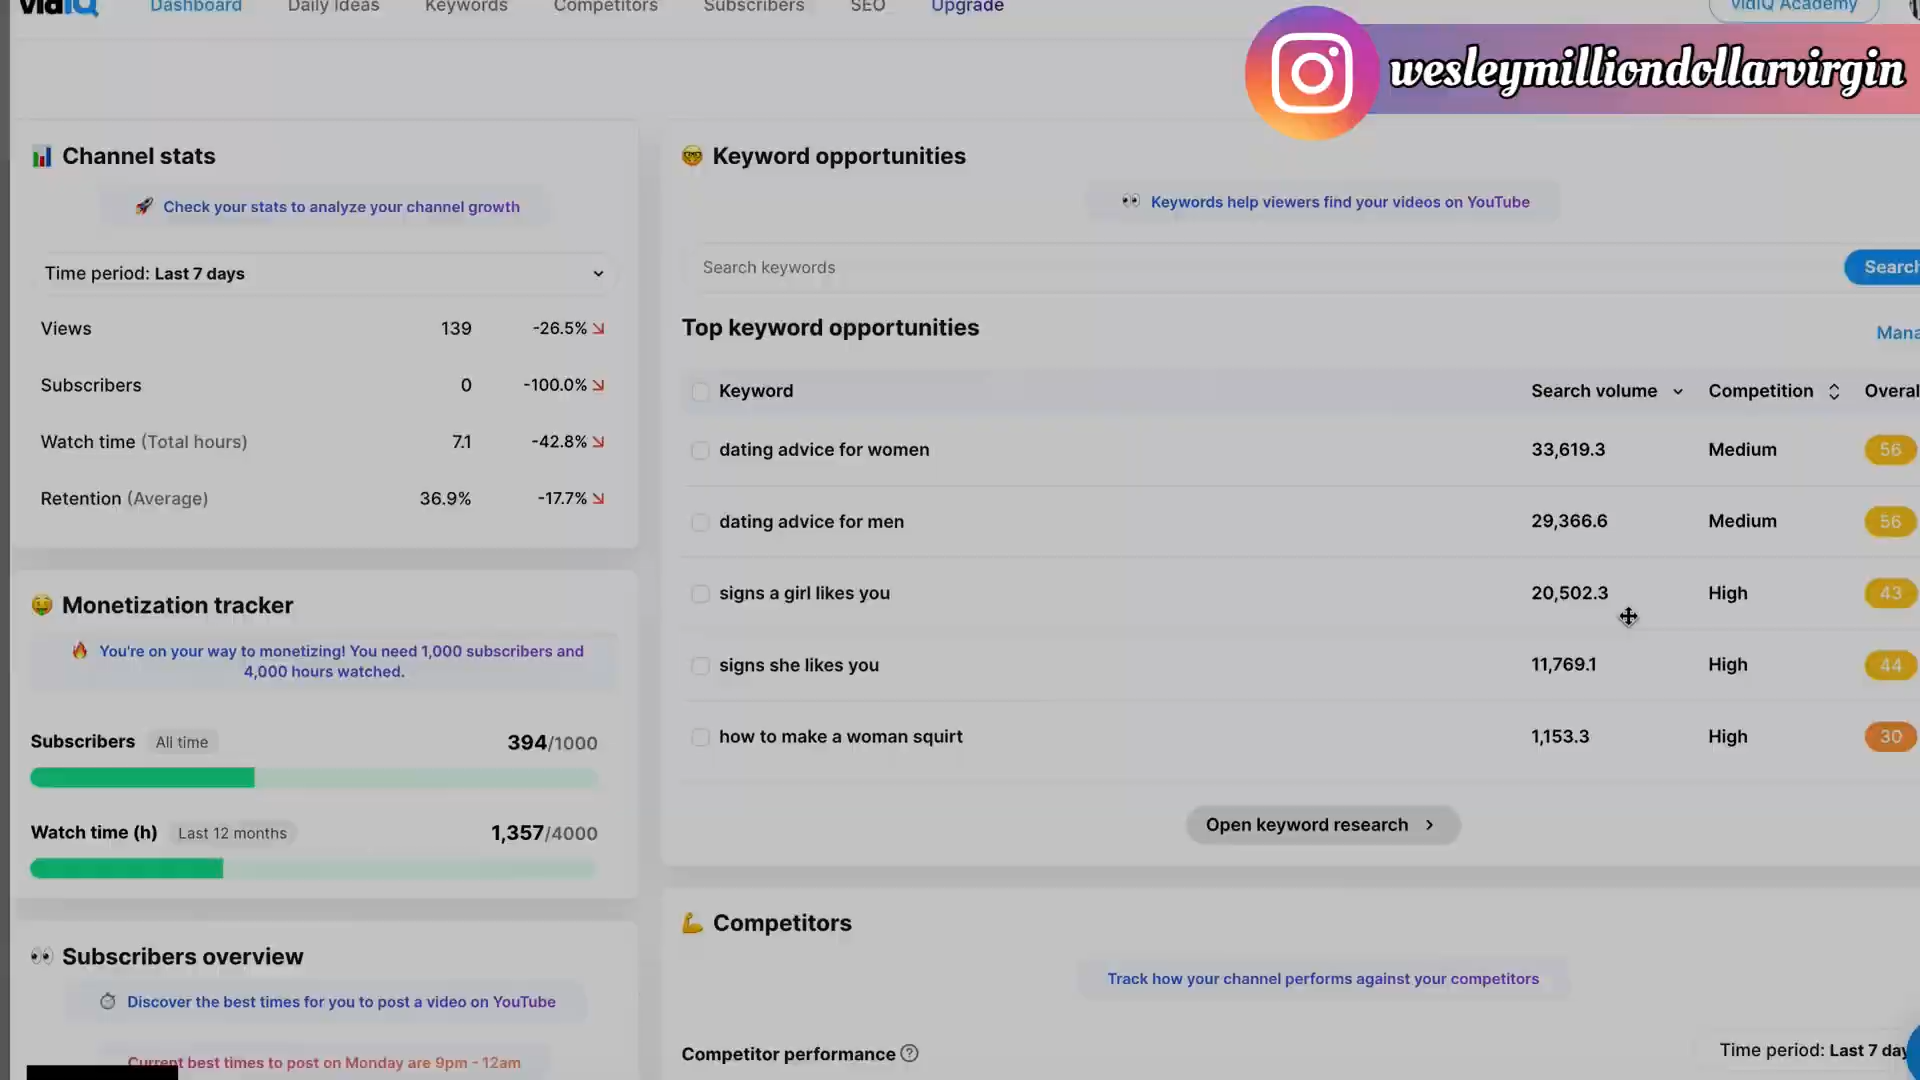 vidIQ Dashboard Daily Ideas Keywords Competitors Subscribers SEO Upgrade vidIQ Academy
wesleymilliondollarvirgin
Channel stats
Check your stats to analyze your channel growth
Time period: Last 7 days
Views 139 -26.5%
Subscribers 0 -100.0%
Watch time (Total hours) 7.1 -42.8%
Retention (Average) 36.9% -17.7%
Monetization tracker
You're on your way to monetizing! You need 1,000 subscribers and
4,000 hours watched.
Subscribers All time 394/1000
Watch time (h) Last 12 months 1,357/4000
Subscribers overview
Discover the best times for you to post a video on YouTube
Current best times to post on Monday are 9pm - 12am
Keyword opportunities
Keywords help viewers find your videos on YouTube
Search keywords Search
Top keyword opportunities Mana
Keyword Search volume Competition Overal
dating advice for women 33,619.3 Medium 56
dating advice for men 29,366.6 Medium 56
signs a girl likes you 20,502.3 High 43
signs she likes you 11,769.1 High 44
how to make a woman squirt 1,153.3 High 30
Open keyword research
Competitors
Track how your channel performs against your competitors
Competitor performance ? Time period: Last 7 day